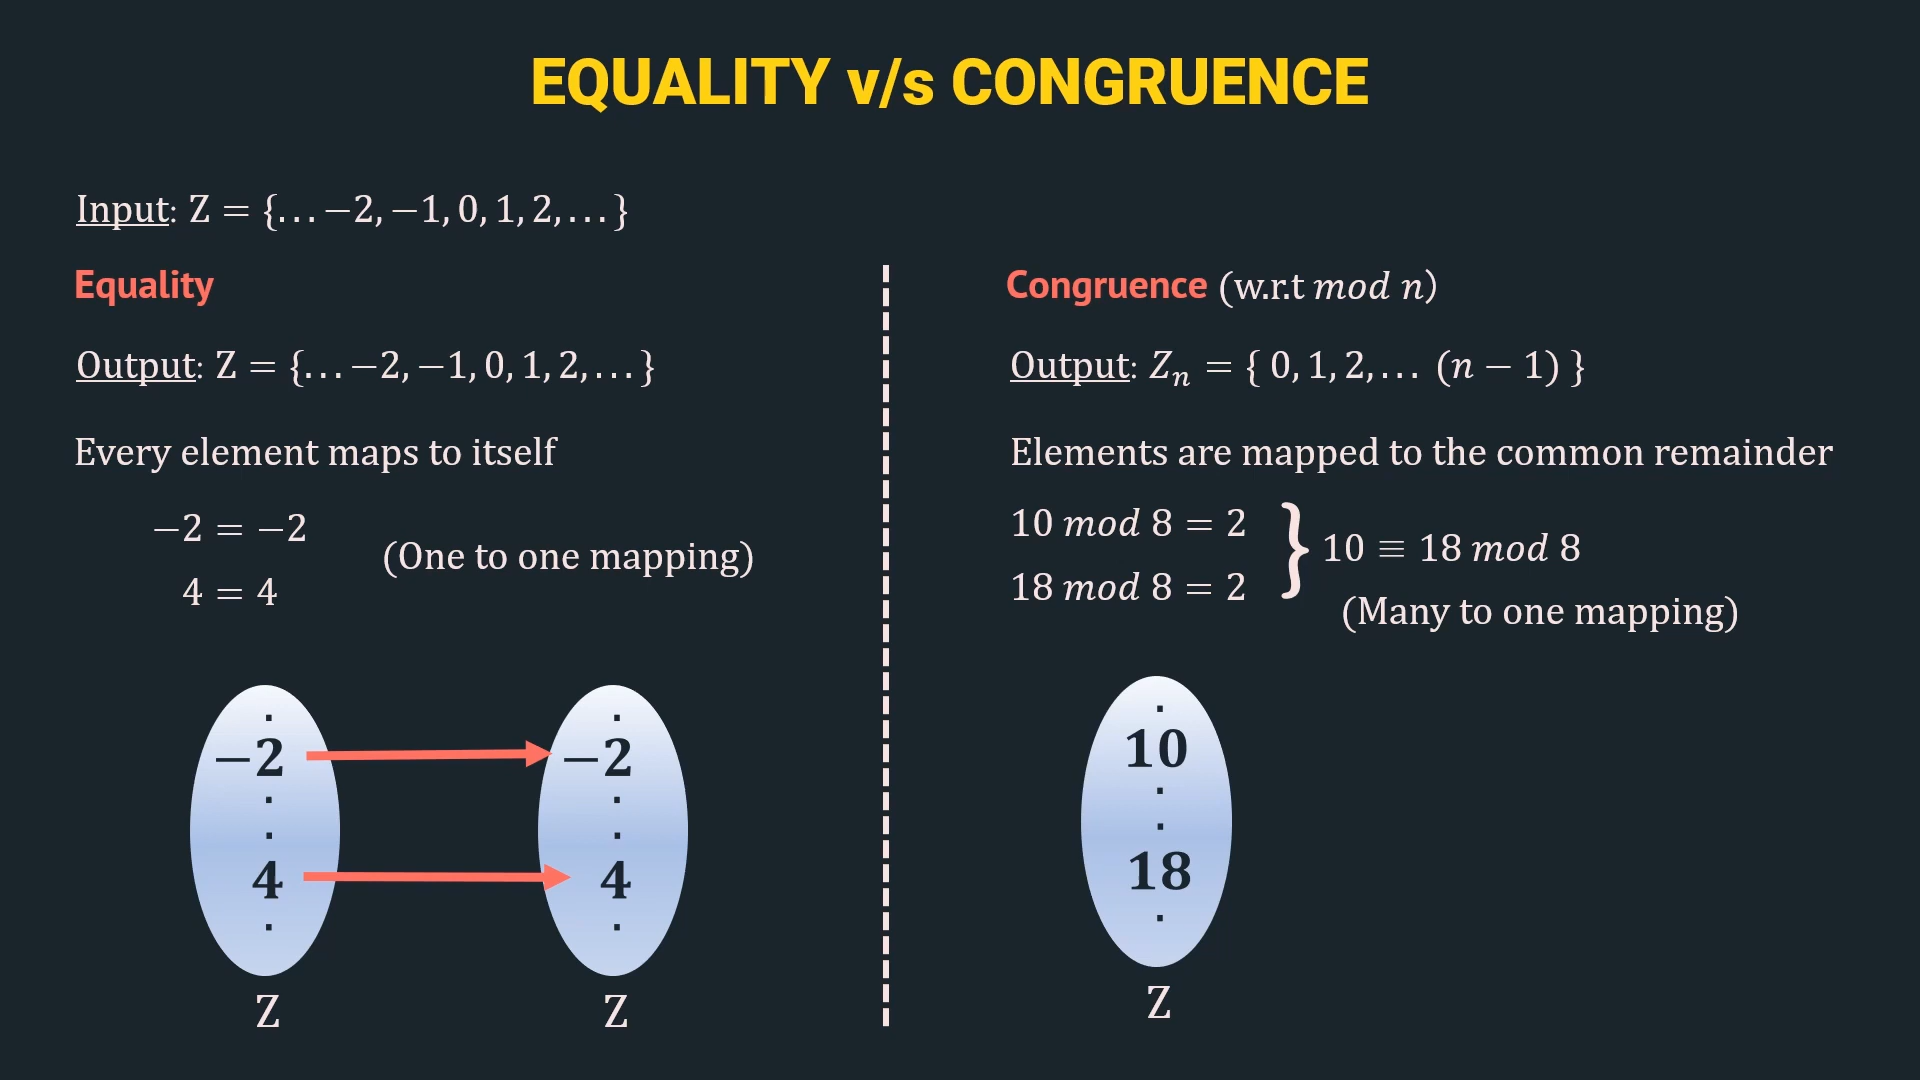 EQUALITY v/s CONGRUENCE
Input: Z = {… −2, −1, 0, 1, 2, … }
Equality
Output: Z = {… −2, −1, 0, 1, 2, … }
Every element maps to itself
−2 = −2
4 = 4
(One to one mapping)
−2
4
Z
−2
4
Z
Congruence (w.r.t mod n)
Output: Zₙ = { 0, 1, 2, … (n − 1) }
Elements are mapped to the common remainder
10 mod 8 = 2
18 mod 8 = 2
} 10 ≡ 18 mod 8
(Many to one mapping)
10
18
Z